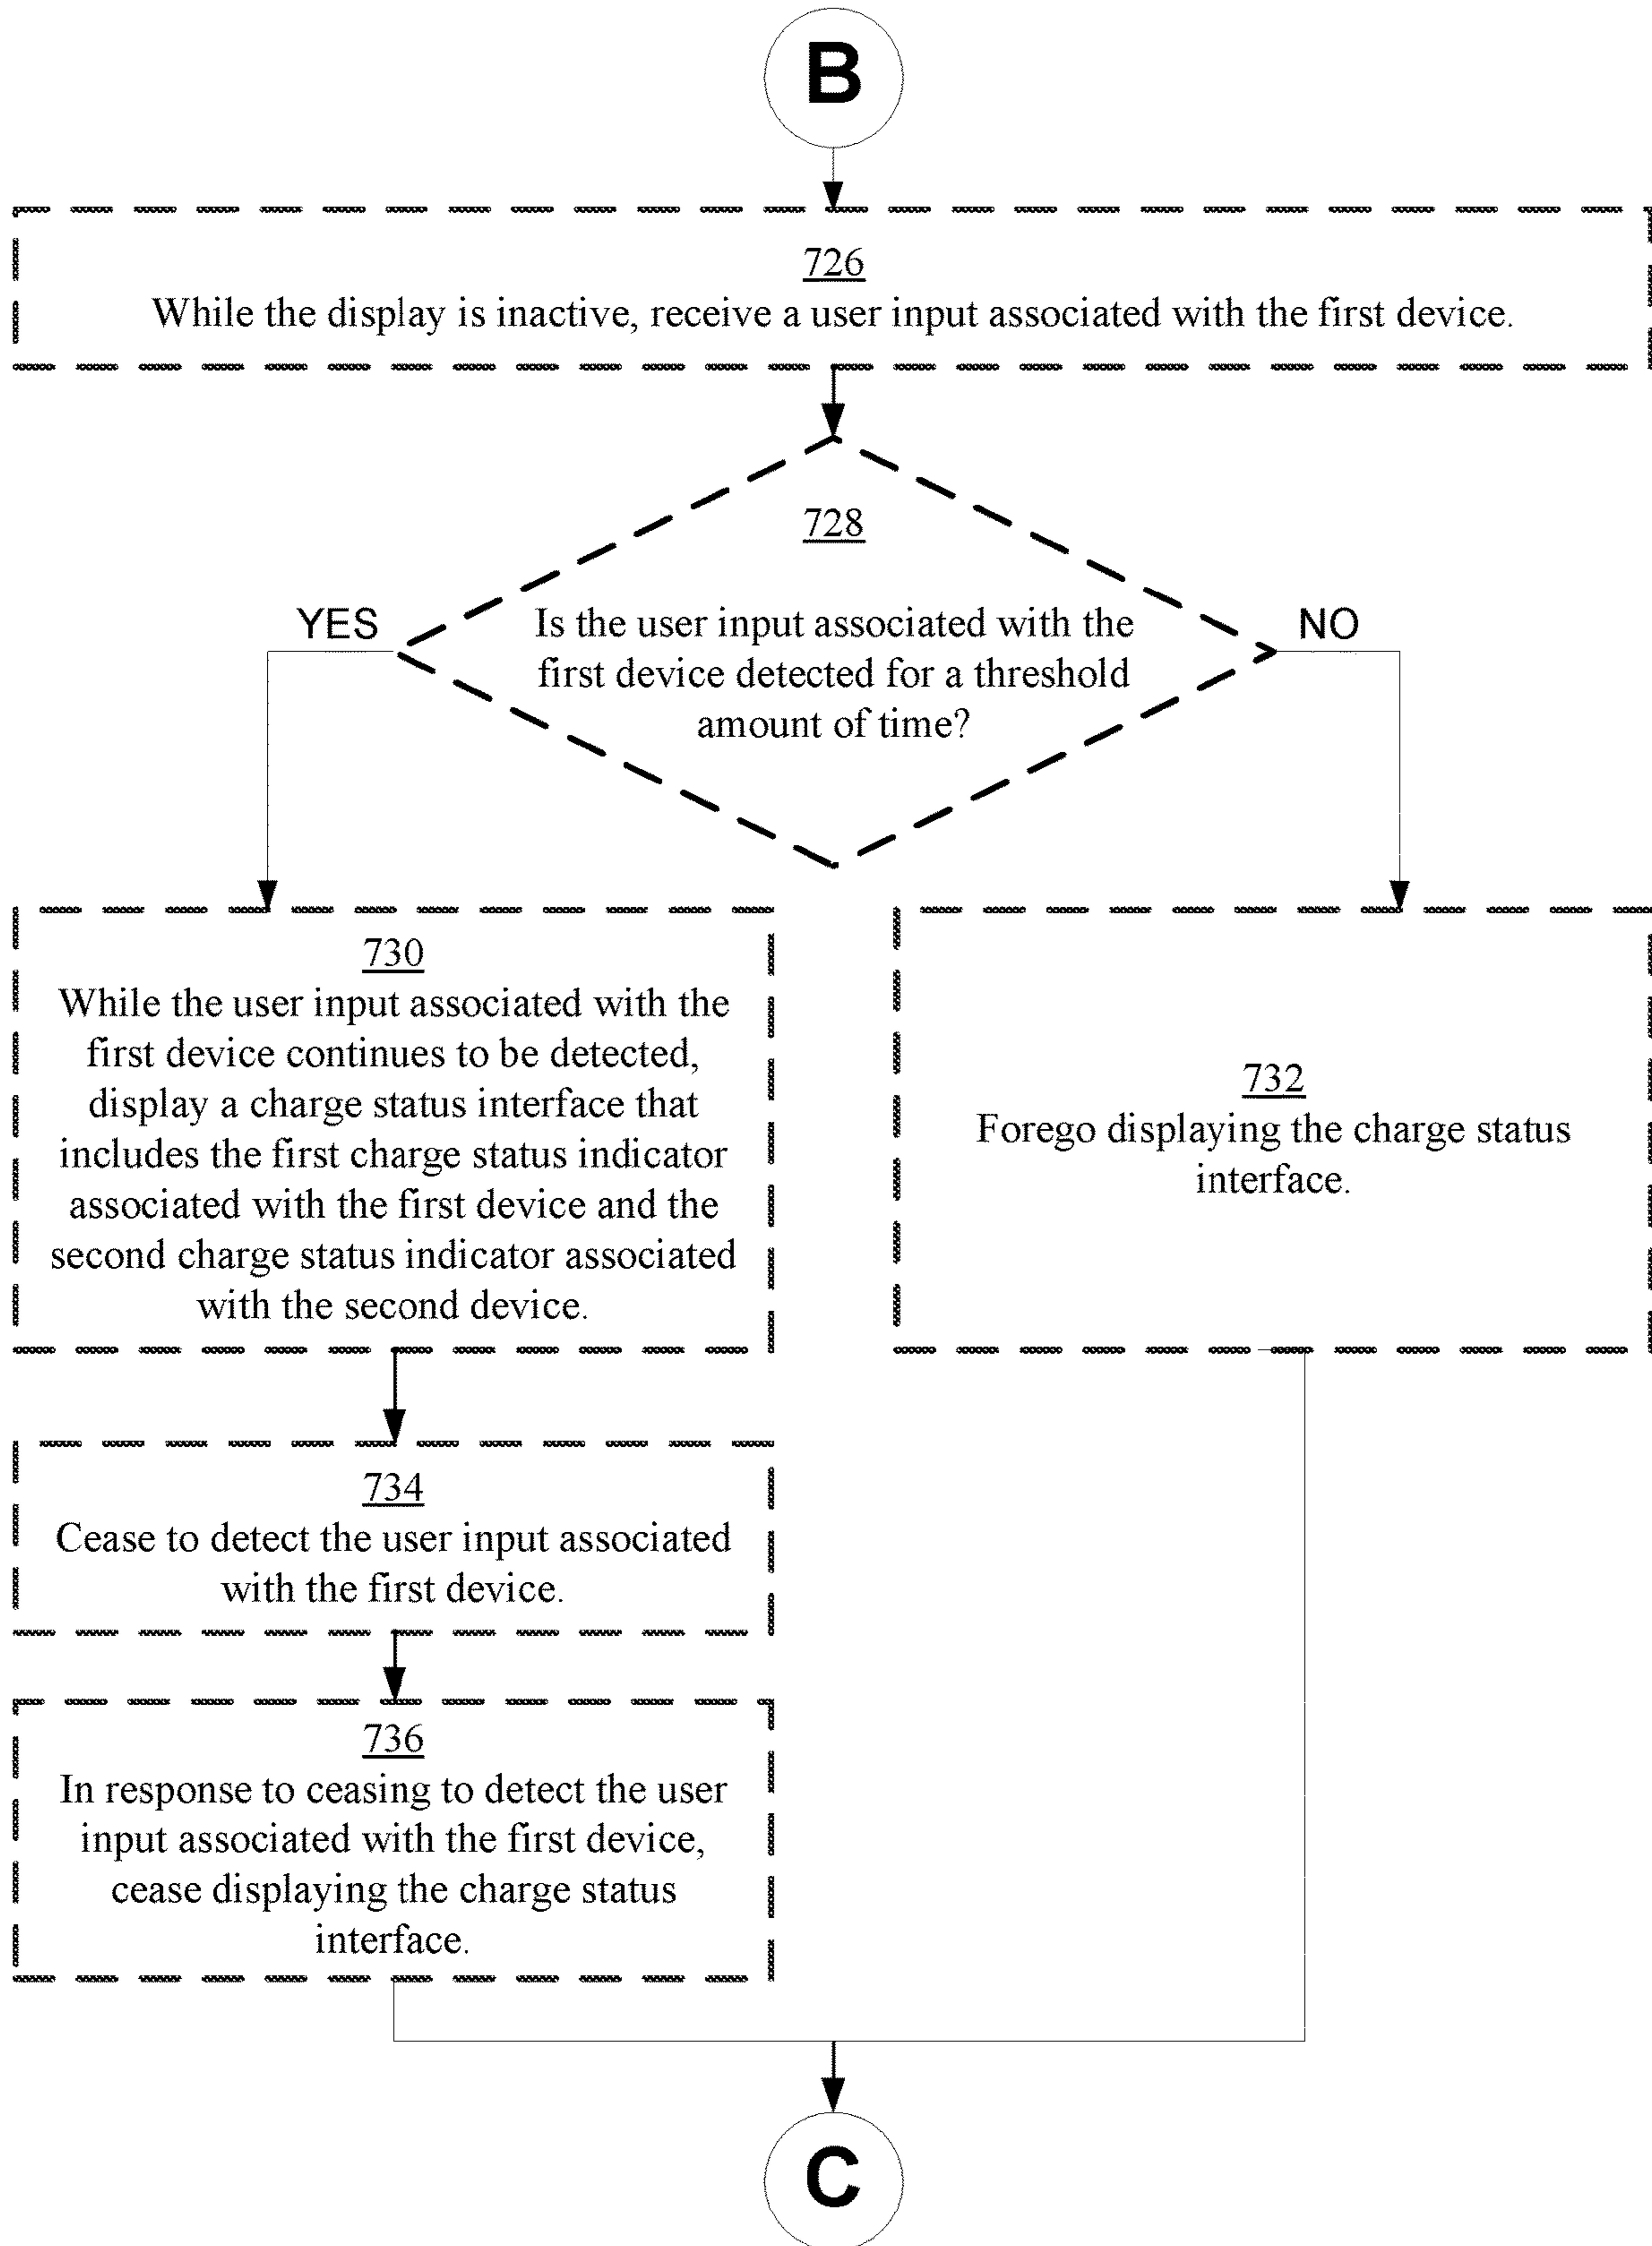 B
726
While the display is inactive, receive a user input associated with the first device.
728
Is the user input associated with the
first device detected for a threshold
amount of time?
YES
NO
730
While the user input associated with the
first device continues to be detected,
display a charge status interface that
includes the first charge status indicator
associated with the first device and the
second charge status indicator associated
with the second device.
732
Forego displaying the charge status
interface.
734
Cease to detect the user input associated
with the first device.
736
In response to ceasing to detect the user
input associated with the first device,
cease displaying the charge status
interface.
C